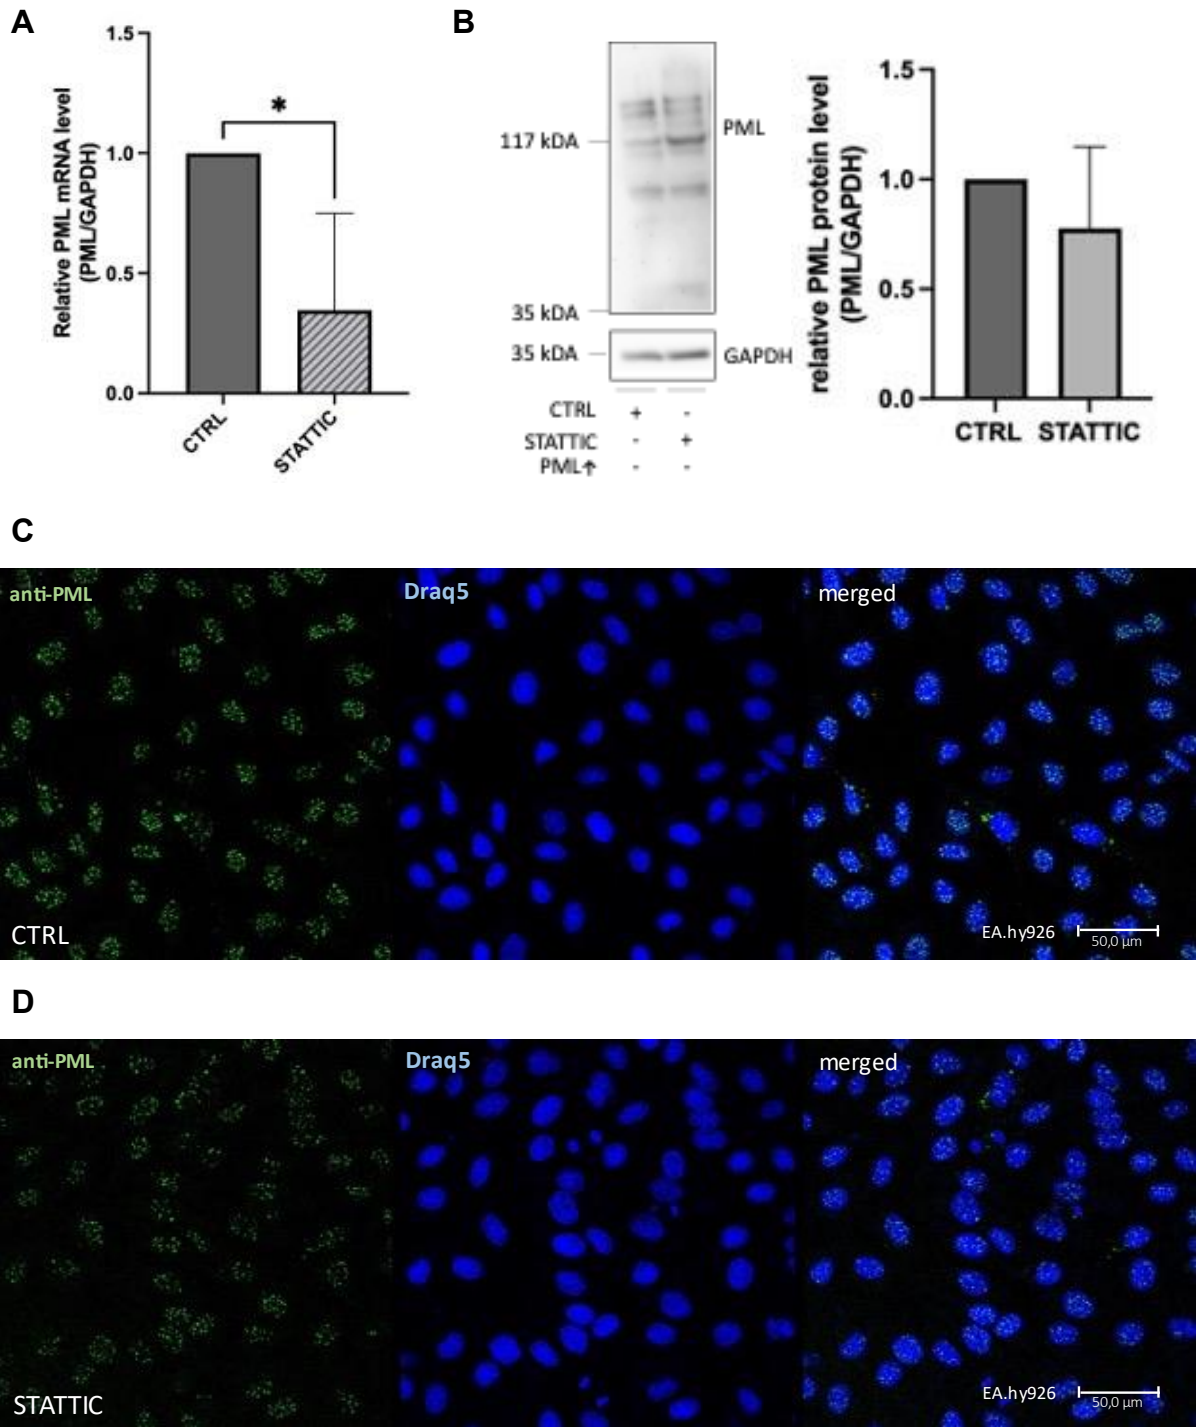 A
Relative PML mRNA level
(PML/GAPDH)
1.5
1.0
0.5
0.0
*
CTRL
STATTIC
B
117 kDA
35 kDA
35 kDA
PML
GAPDH
CTRL + -
STATTIC - +
PML↑ - -
relative PML protein level
(PML/GAPDH)
1.5
1.0
0.5
0.0
CTRL STATTIC
C
anti-PML
Draq5
merged
CTRL
EA.hy926
50,0 µm
D
anti-PML
Draq5
merged
STATTIC
EA.hy926
50,0 µm